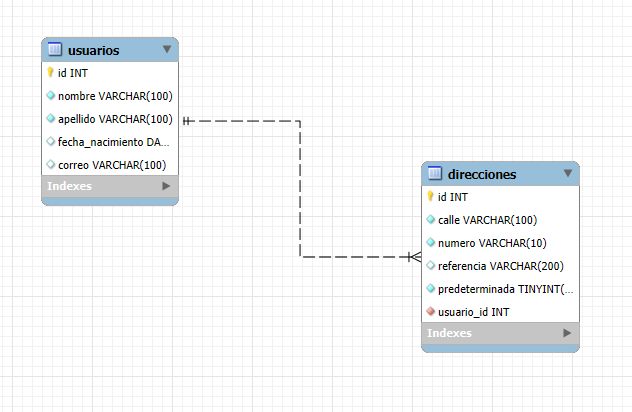 usuarios
id INT
nombre VARCHAR(100)
apellido VARCHAR(100)
fecha_nacimiento DA...
correo VARCHAR(100)
Indexes
direcciones
id INT
calle VARCHAR(100)
numero VARCHAR(10)
referencia VARCHAR(200)
predeterminada TINYINT(...
usuario_id INT
Indexes